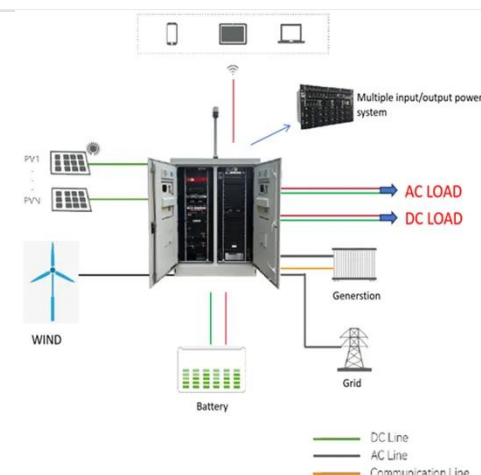 Multiple input/output power
system
PV1
PVN
AC LOAD
DC LOAD
WIND
Generstion
Grid
Battery
DC Line
AC Line
Communication Line